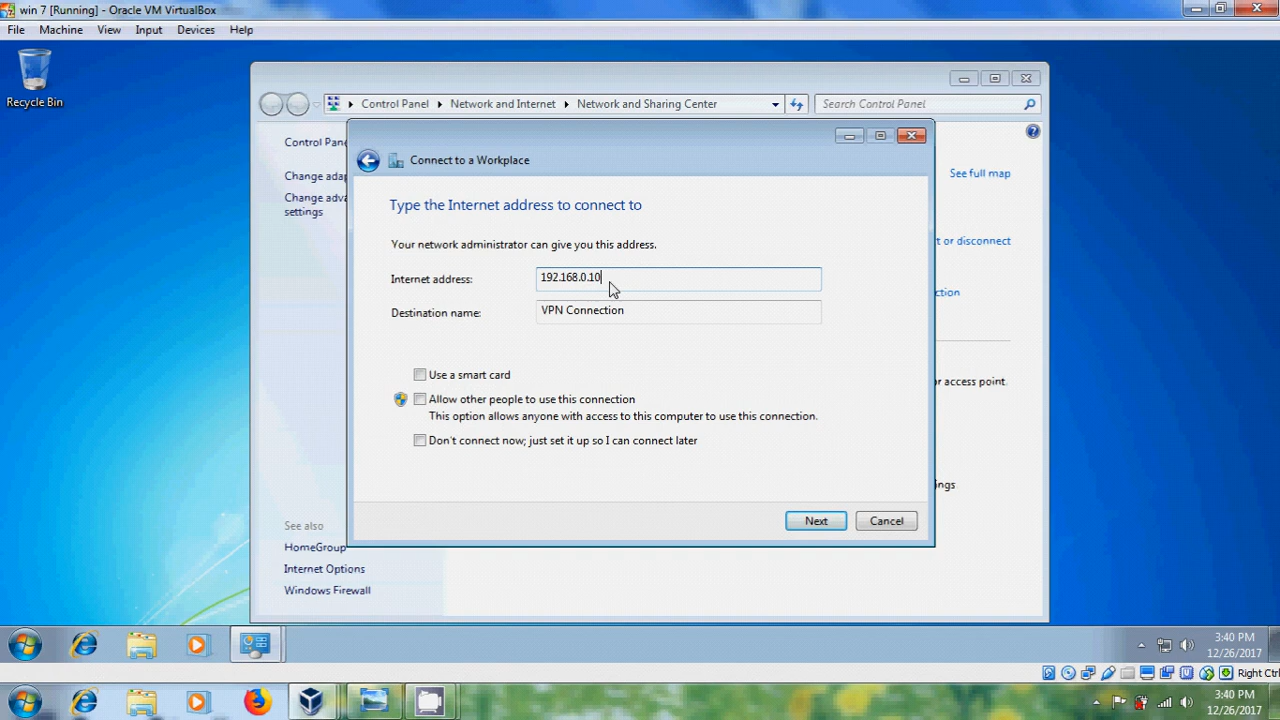 win 7 [Running] - Oracle VM VirtualBox
File Machine View Input Devices Help
Recycle Bin
Control Panel Network and Internet Network and Sharing Center Search Control Panel
Control Pane
Change adap
Change adva
settings
See full map
t or disconnect
ction
r access point.
ngs
Connect to a Workplace
Type the Internet address to connect to
Your network administrator can give you this address.
Internet address: 192.168.0.10
Destination name: VPN Connection
Use a smart card
Allow other people to use this connection
This option allows anyone with access to this computer to use this connection.
Don't connect now; just set it up so I can connect later
Next Cancel
See also
HomeGroup
Internet Options
Windows Firewall
3:40 PM
12/26/2017
Right Ctrl
3:40 PM
12/26/2017